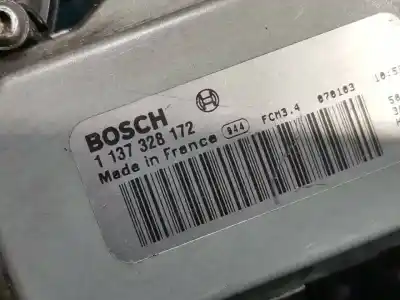 BOSCH
1 137 328 172
Made in France 944 FCM3.4 070103